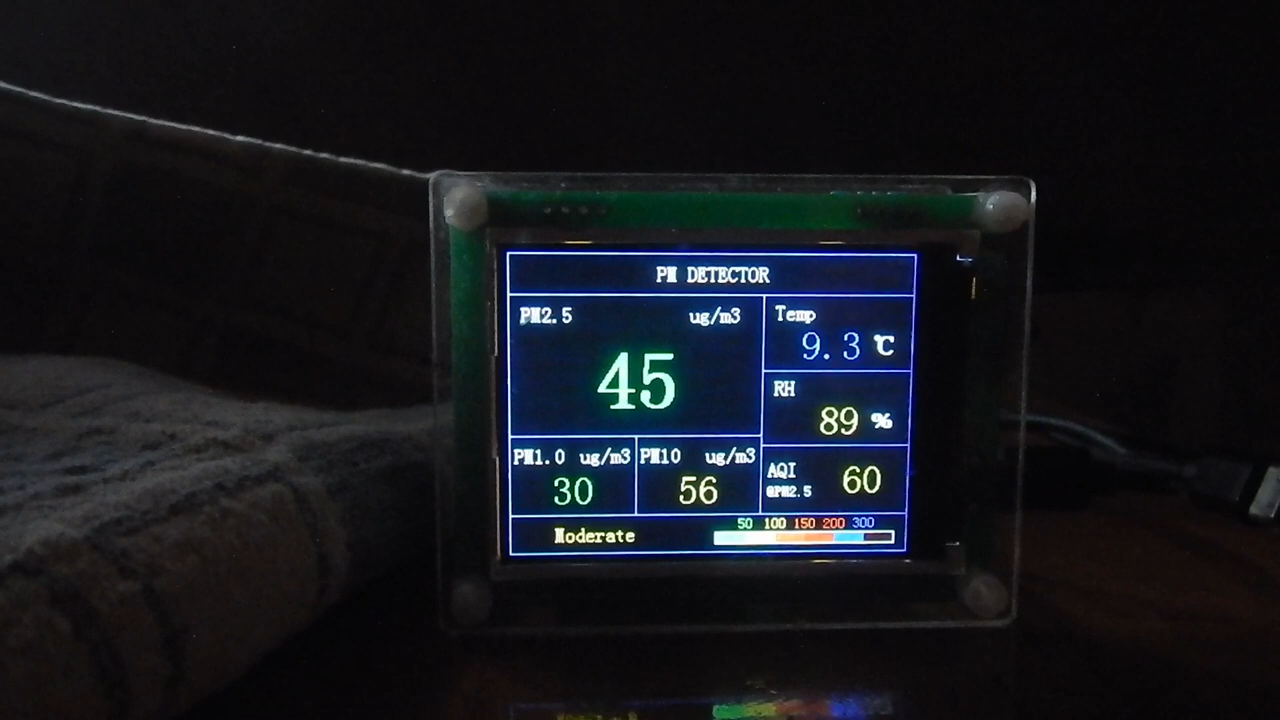 PM DETECTOR
PM2.5 ug/m3
45
Temp
9.3 ℃
RH
89 %
PM1.0 ug/m3
30
PM10 ug/m3
56
AQI
@PM2.5
60
Moderate
50 100 150 200 300